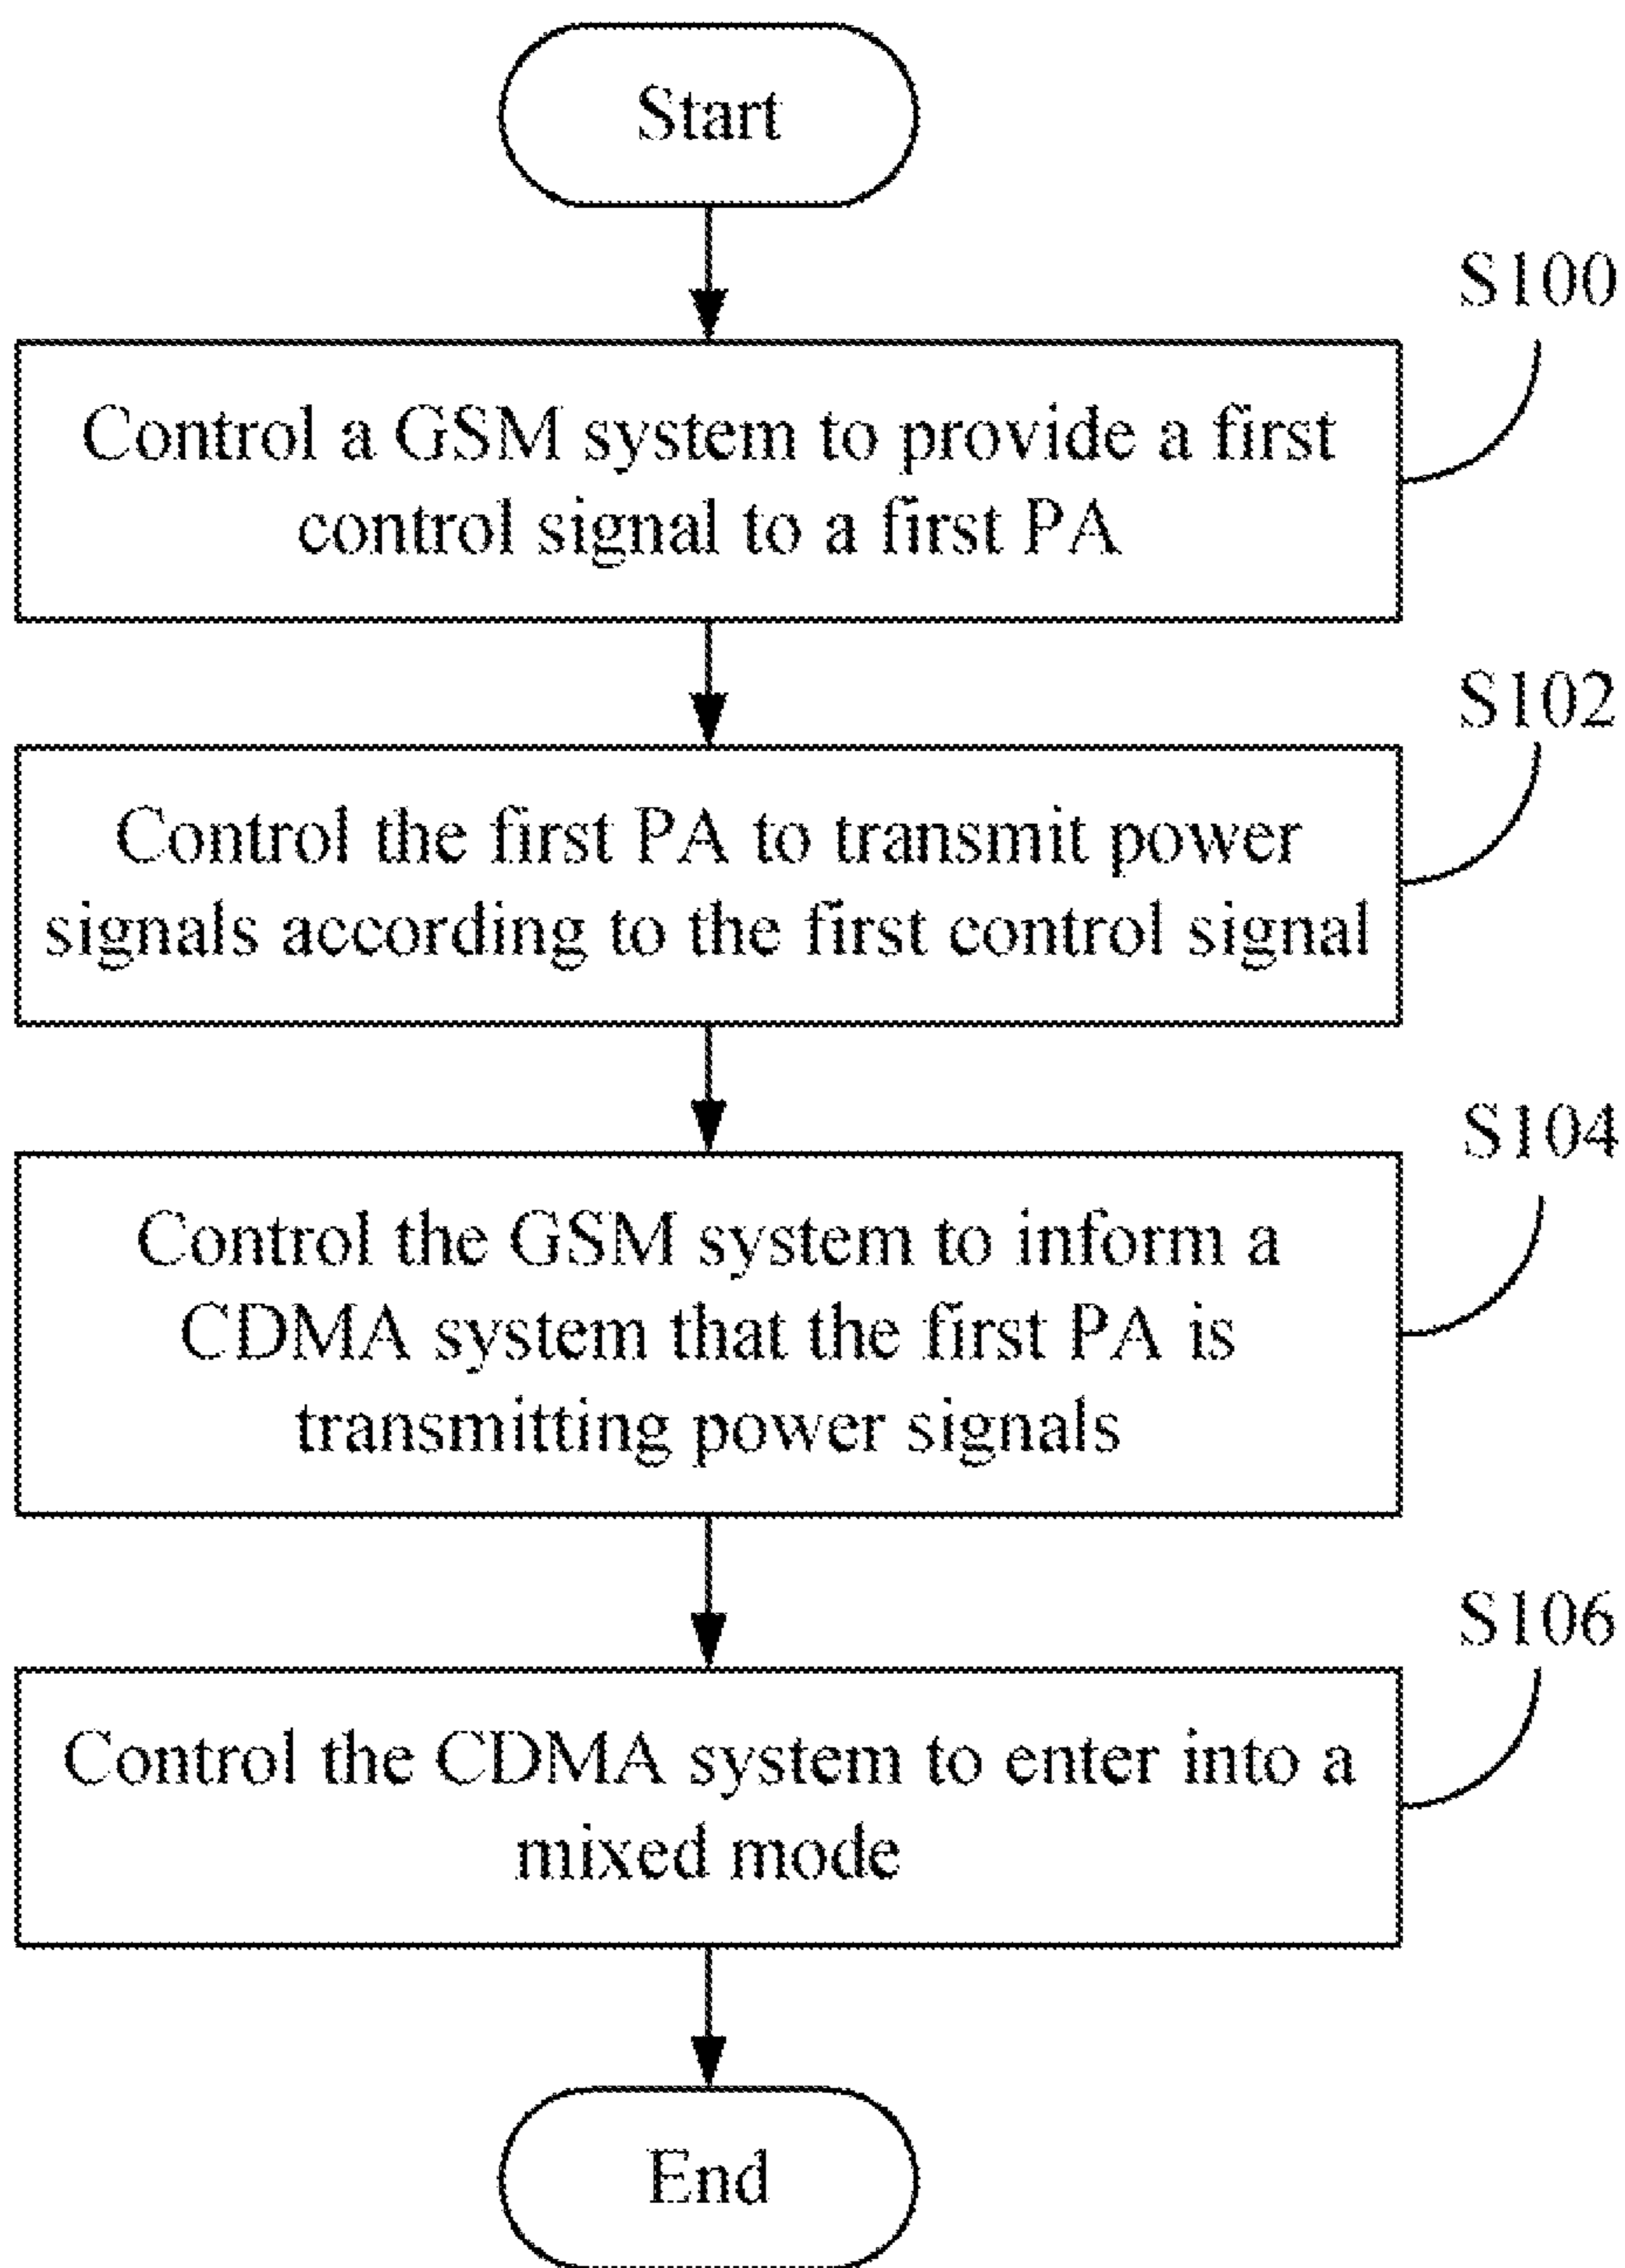 Start
S100
Control a GSM system to provide a first
control signal to a first PA
S102
Control the first PA to transmit power
signals according to the first control signal
S104
Control the GSM system to inform a
CDMA system that the first PA is
transmitting power signals
S106
Control the CDMA system to enter into a
mixed mode
End